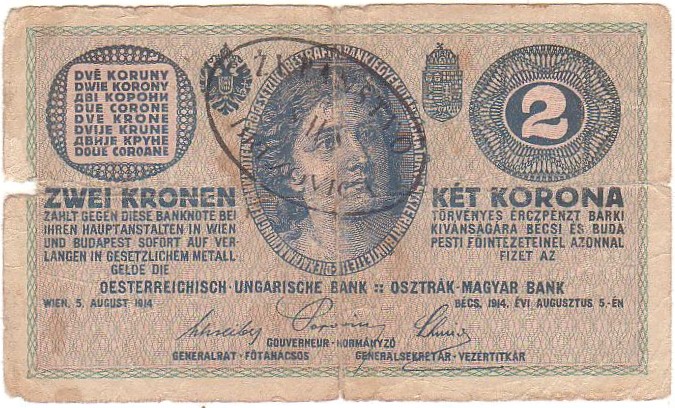 DVĚ KORUNY
DWIE KORONY
ДВІ КОРОНИ
DUE CORONE
DVE KRONE
DVIJE KRUNE
ДВИЈЕ КРУНЕ
DOUE COROANE
2
ZWEI KRONEN
ZAHLT GEGEN DIESE BANKNOTE BEI
IHREN HAUPTANSTALTEN IN WIEN
UND BUDAPEST SOFORT AUF VER-
LANGEN IN GESETZLICHEM METALL
GELDE DIE
KÉT KORONA
TÖRVÉNYES ÉRCZPÉNZT BÁRKI
KIVÁNSÁGÁRA BÉCSI ÉS BUDA
PESTI FŐINTÉZETEINÉL AZONNAL
FIZET AZ
OESTERREICHISCH-UNGARISCHE BANK :: OSZTRÁK-MAGYAR BANK
WIEN, 5. AUGUST 1914
BÉCS, 1914. ÉVI AUGUSZTUS 5-ÉN
GOUVERNEUR-KORMÁNYZÓ
GENERALRAT-FŐTANÁCSOS
GENERALSEKRETÄR-VEZÉRTITKÁR